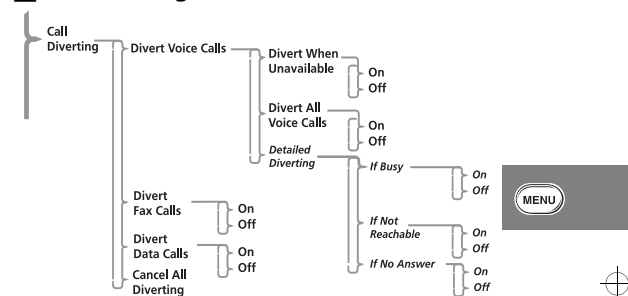 Call
Diverting
Divert Voice Calls
Divert When
Unavailable
On
Off
Divert All
Voice Calls
On
Off
Detailed
Diverting
If Busy
On
Off
If Not
Reachable
On
Off
If No Answer
On
Off
Divert
Fax Calls
On
Off
Divert
Data Calls
On
Off
Cancel All
Diverting
MENU